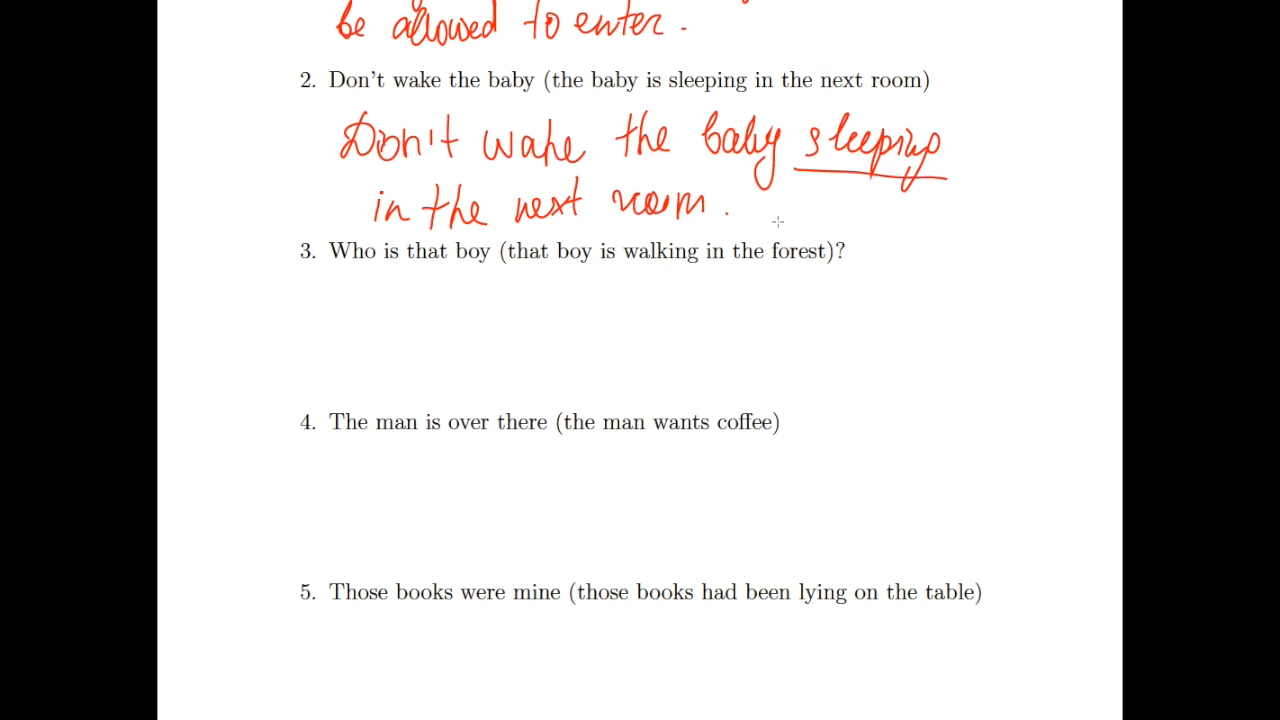 be allowed to enter.
2. Don't wake the baby (the baby is sleeping in the next room)
Don't wake the baby sleeping
in the next room.
3. Who is that boy (that boy is walking in the forest)?
4. The man is over there (the man wants coffee)
5. Those books were mine (those books had been lying on the table)